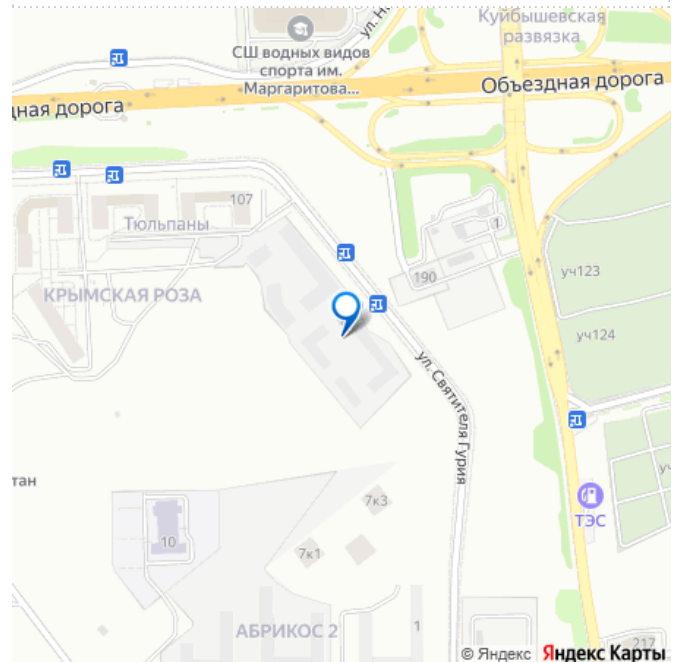 Куйбышевская
развязка
ул. Н
СШ водных видов
спорта им.
Маргаритова...
Объездная дорога
дная дорога
107
Тюльпаны
1
190
уч123
КРЫМСКАЯ РОЗА
уч124
ул. Святителя Гурия
тан
7к3
ТЭС
10
7к1
АБРИКОС 2
1
217
© Яндекс Яндекс Карты